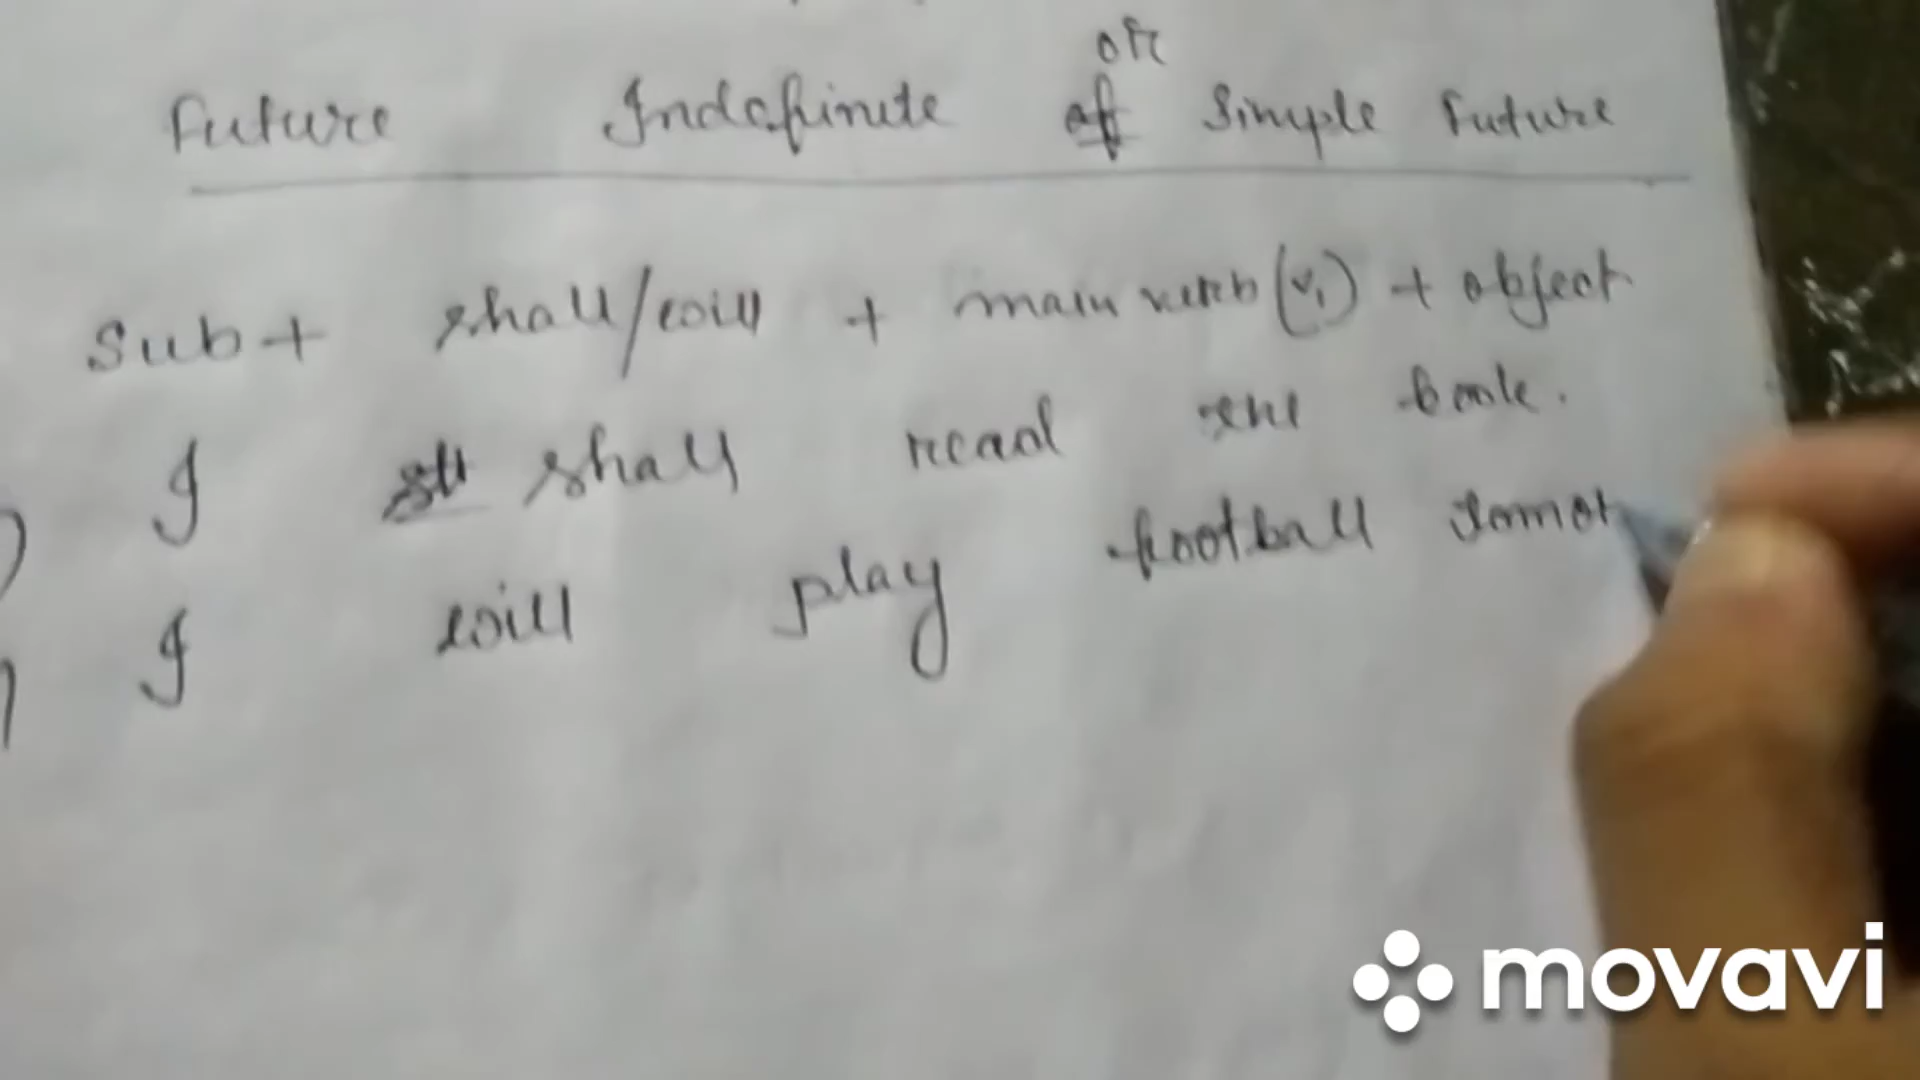 Future Indefinite or Simple Future
Sub + shall/will + main verb (v1) + object
) I shall read the book.
) I will play football tomor
movavi